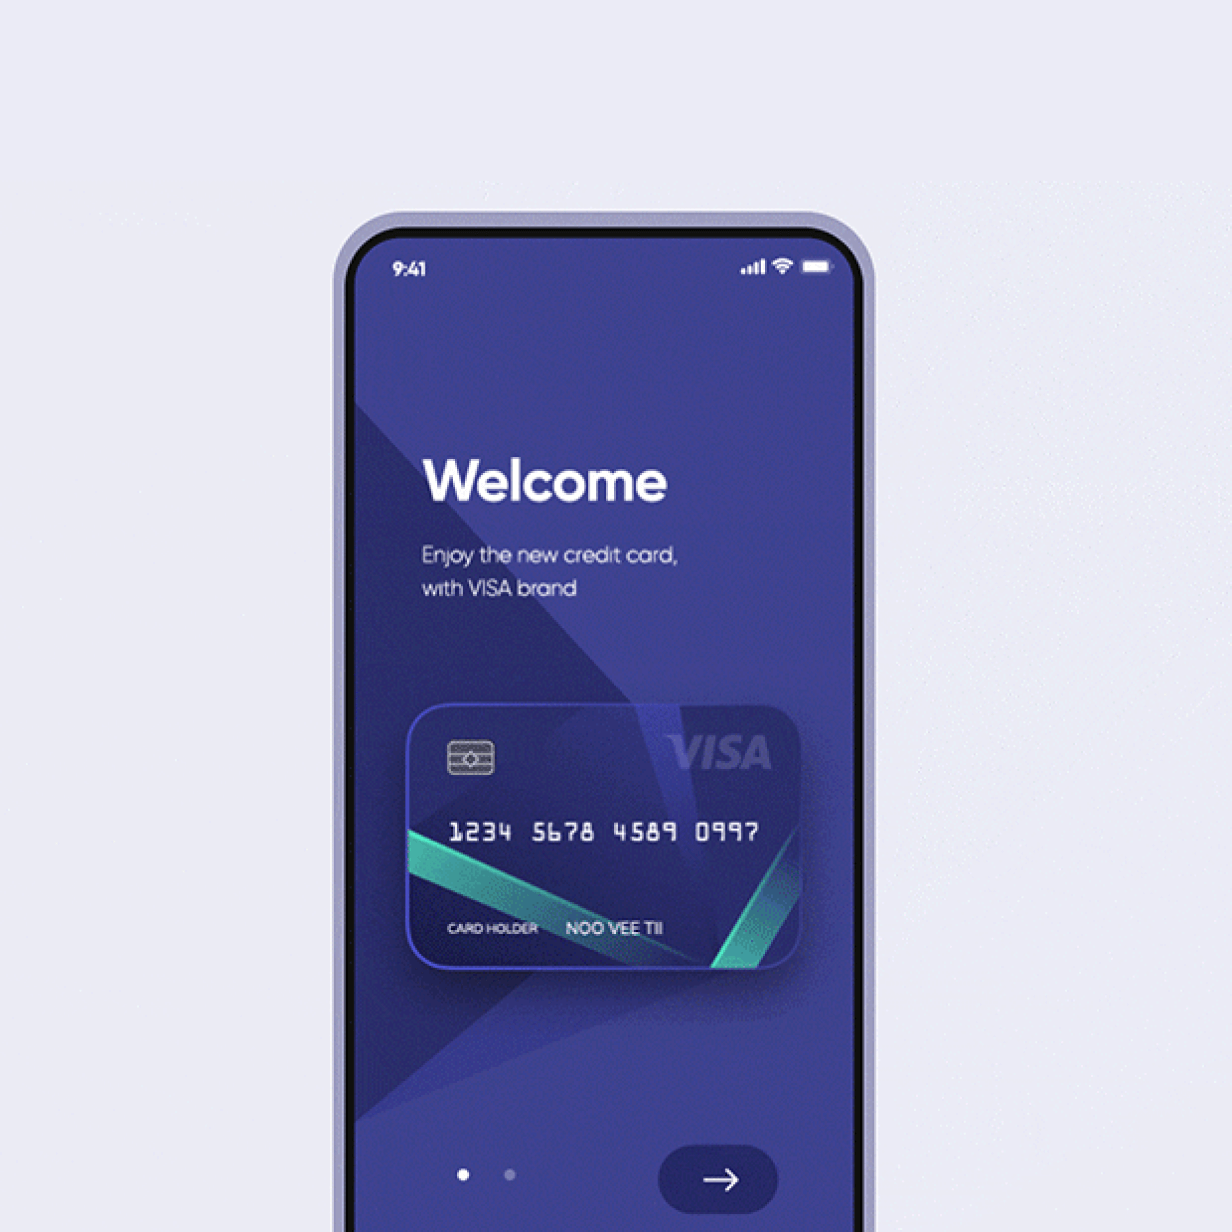 9:41
Welcome
Enjoy the new credit card,
with VISA brand
VISA
1234 5678 4589 0997
CARD HOLDER NOO VEE TII